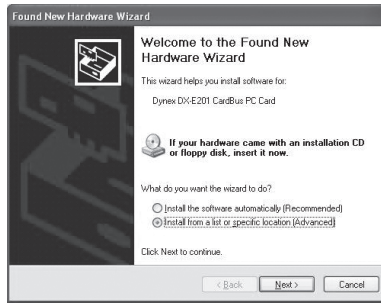 Found New Hardware Wizard
Welcome to the Found New
Hardware Wizard
This wizard helps you install software for:
Dynex DX-E201 CardBus PC Card
If your hardware came with an installation CD
or floppy disk, insert it now.
What do you want the wizard to do?
Install the software automatically (Recommended)
Install from a list or specific location (Advanced)
Click Next to continue.
< Back Next > Cancel